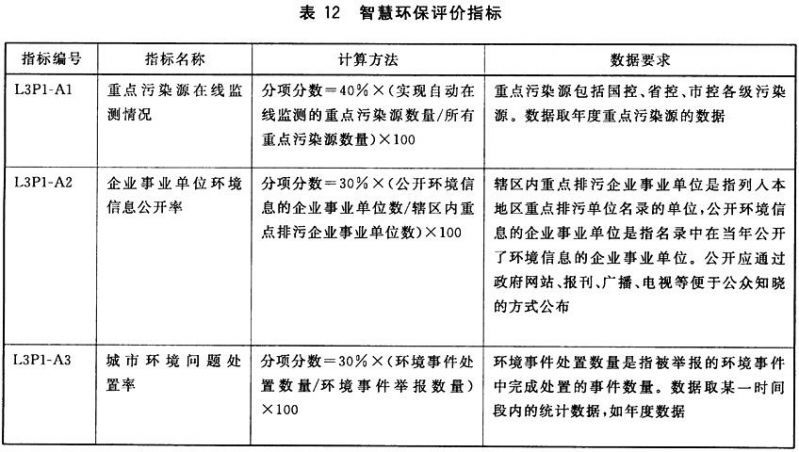 表 12 智慧环保评价指标
指标编号 指标名称 计算方法 数据要求
L3P1-A1
重点污染源在线监
测情况
分项分数=40%×(实现自动在
线监测的重点污染源数量/所有
重点污染源数量)×100
重点污染源包括国控、省控、市控各级污染
源。数据取年度重点污染源的数据
L3P1-A2
企业事业单位环境
信息公开率
分项分数=30%×(公开环境信
息的企业事业单位数/辖区内重
点排污企业事业单位数)×100
辖区内重点排污企业事业单位是指列入本
地区重点排污单位名录的单位,公开环境信
息的企业事业单位是指名录中在当年公开
了环境信息的企业事业单位。公开应通过
政府网站、报刊、广播、电视等便于公众知晓
的方式公布
L3P1-A3
城市环境问题处
置率
分项分数=30%×(环境事件处
置数量/环境事件举报数量)
×100
环境事件处置数量是指被举报的环境事件
中完成处置的事件数量。数据取某一时间
段内的统计数据,如年度数据